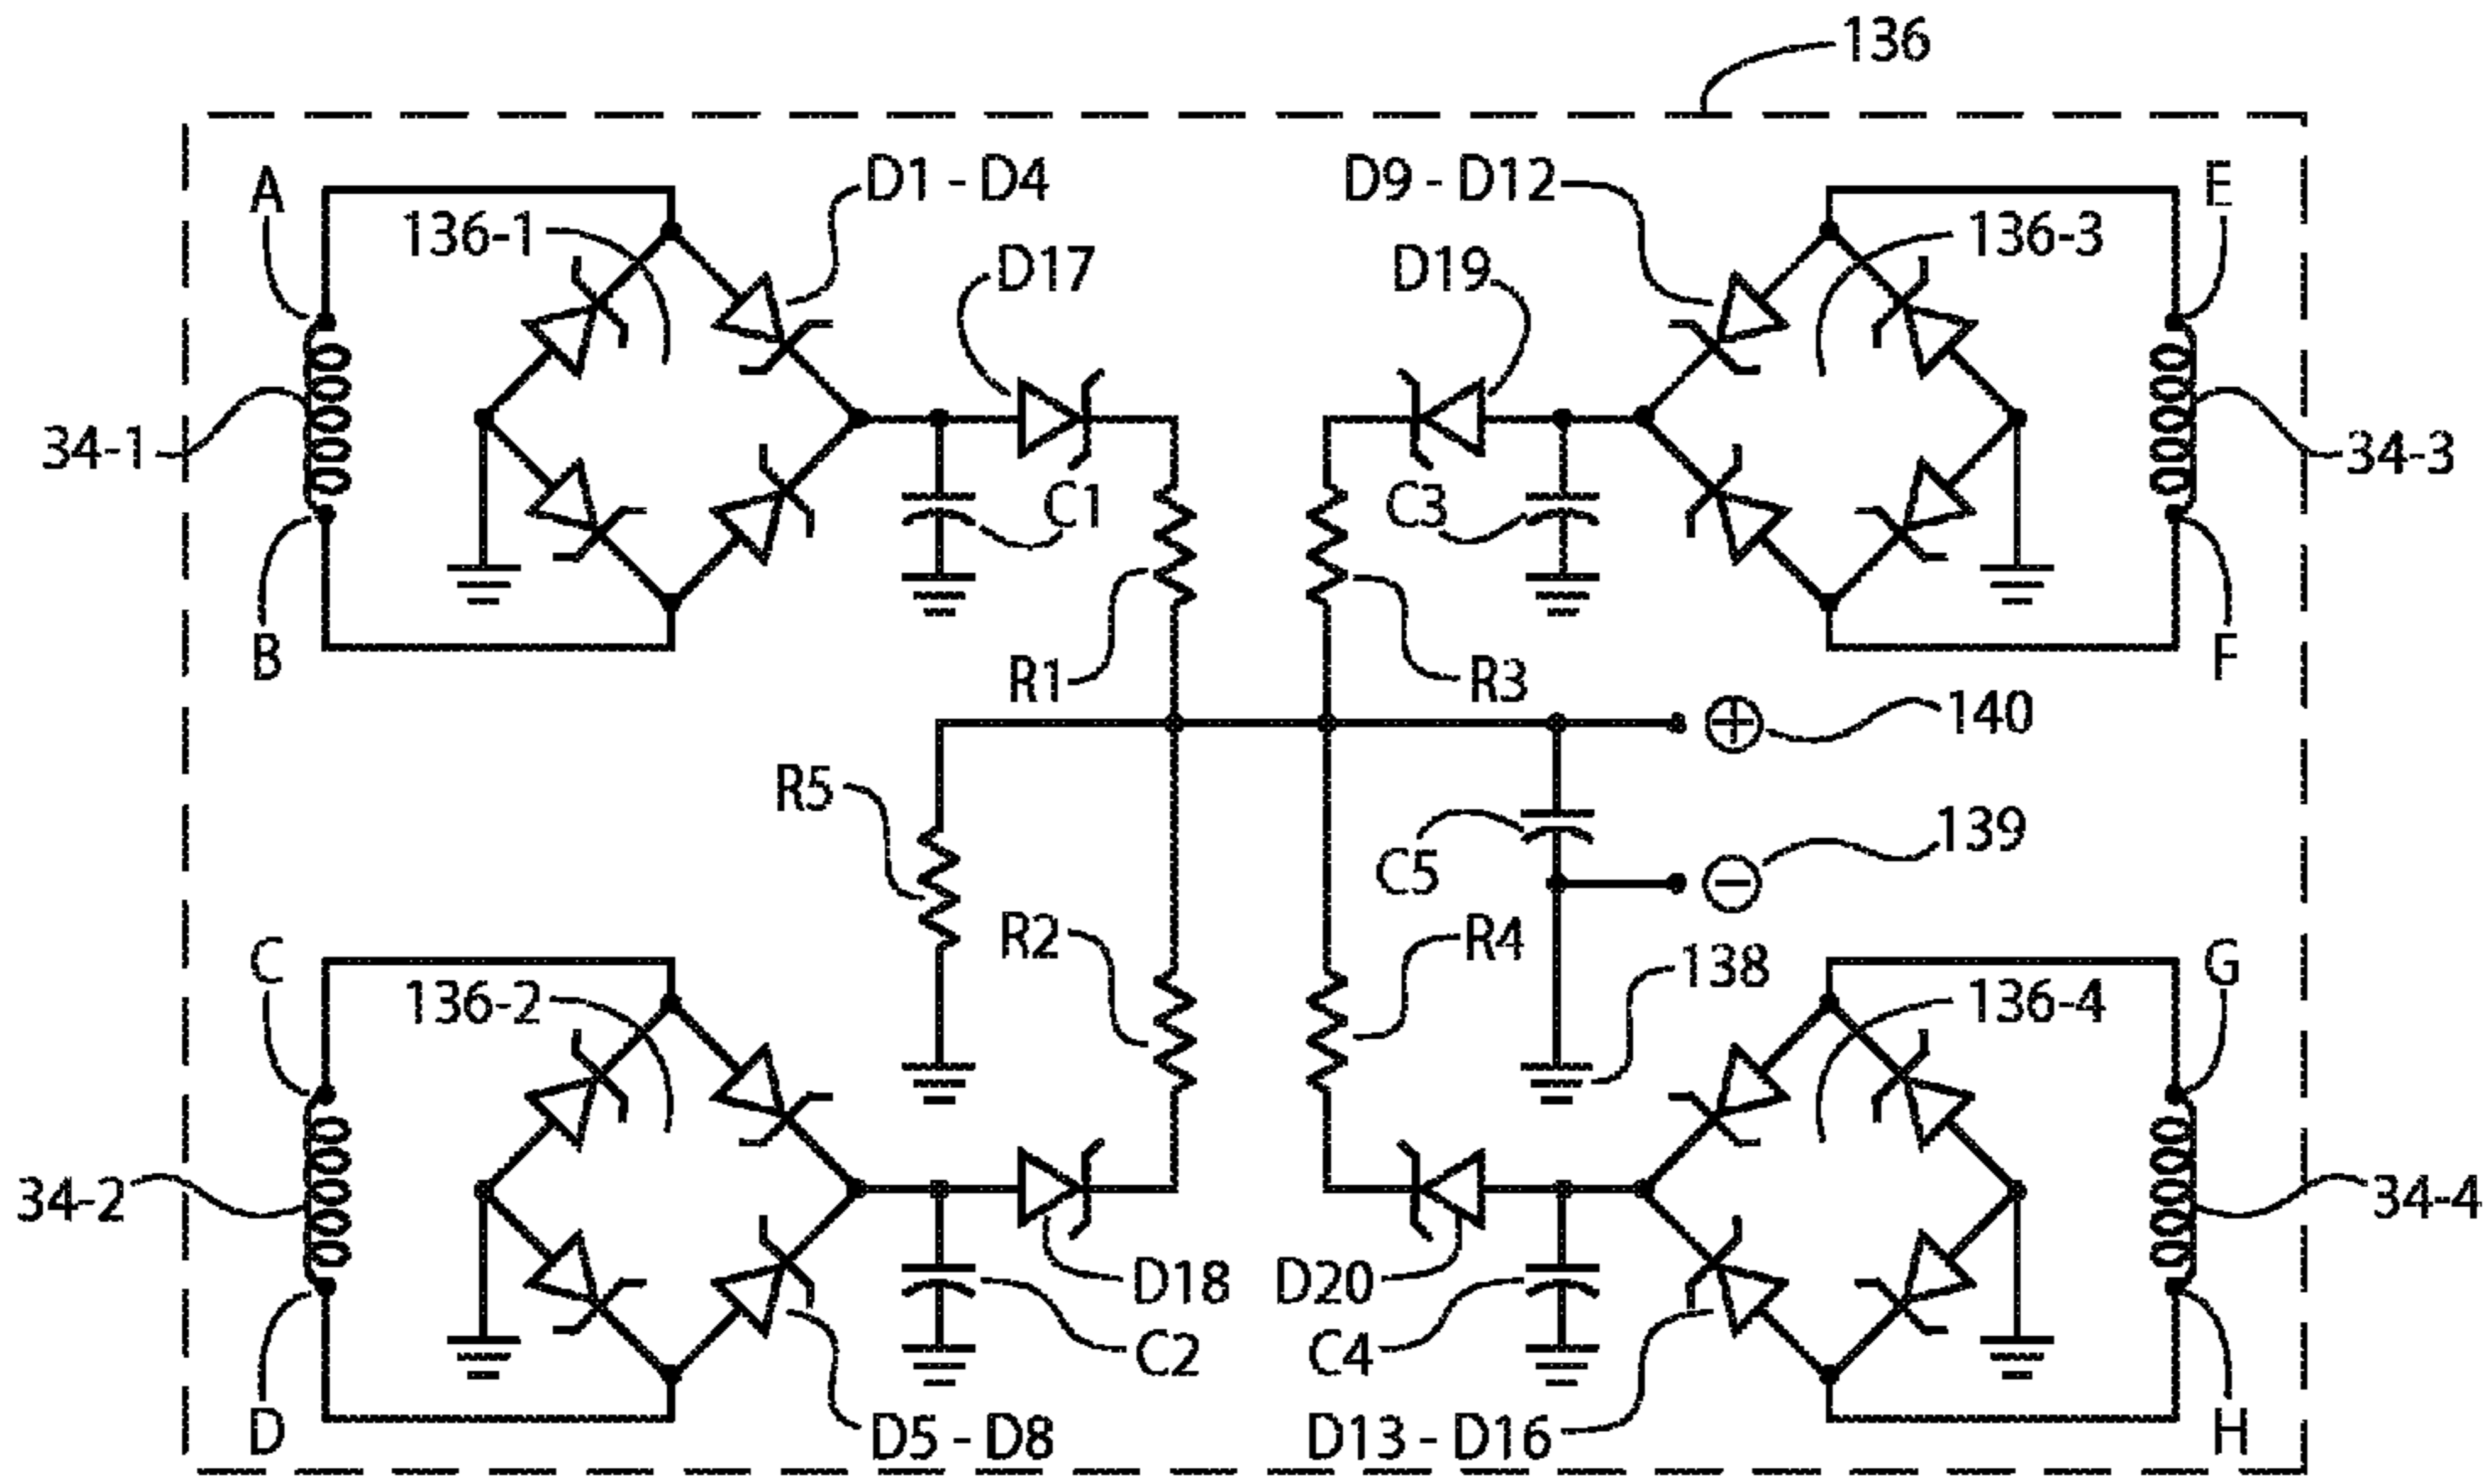 136
A
D1 - D4
D9 - D12
E
136-1
136-3
D17
D19
34-1
C1
C3
34-3
B
R1
R3
F
140
R5
139
C5
C
R2
R4
138
G
136-2
136-4
34-2
34-4
D18
D20
C2
C4
D
D5 - D8
D13 - D16
H